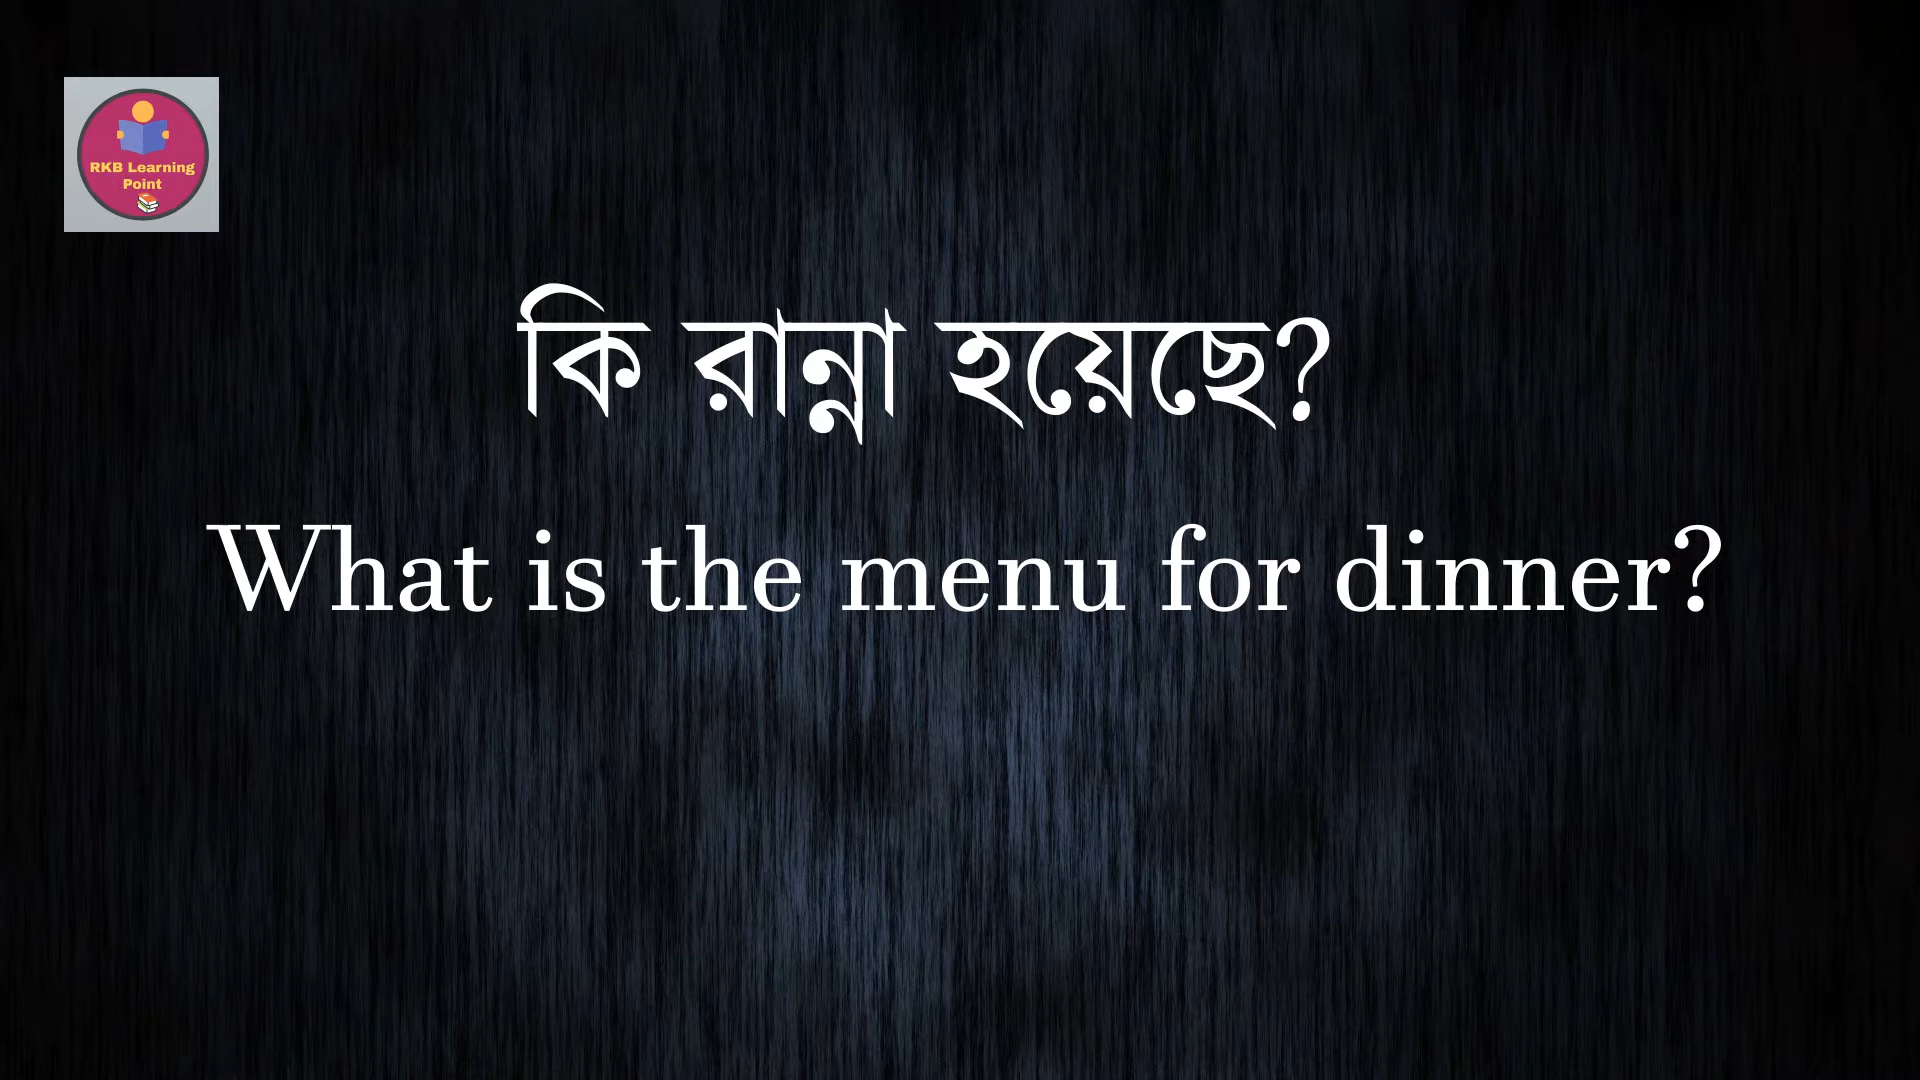 RKB Learning
Point
কি রান্না হয়েছে?
What is the menu for dinner?